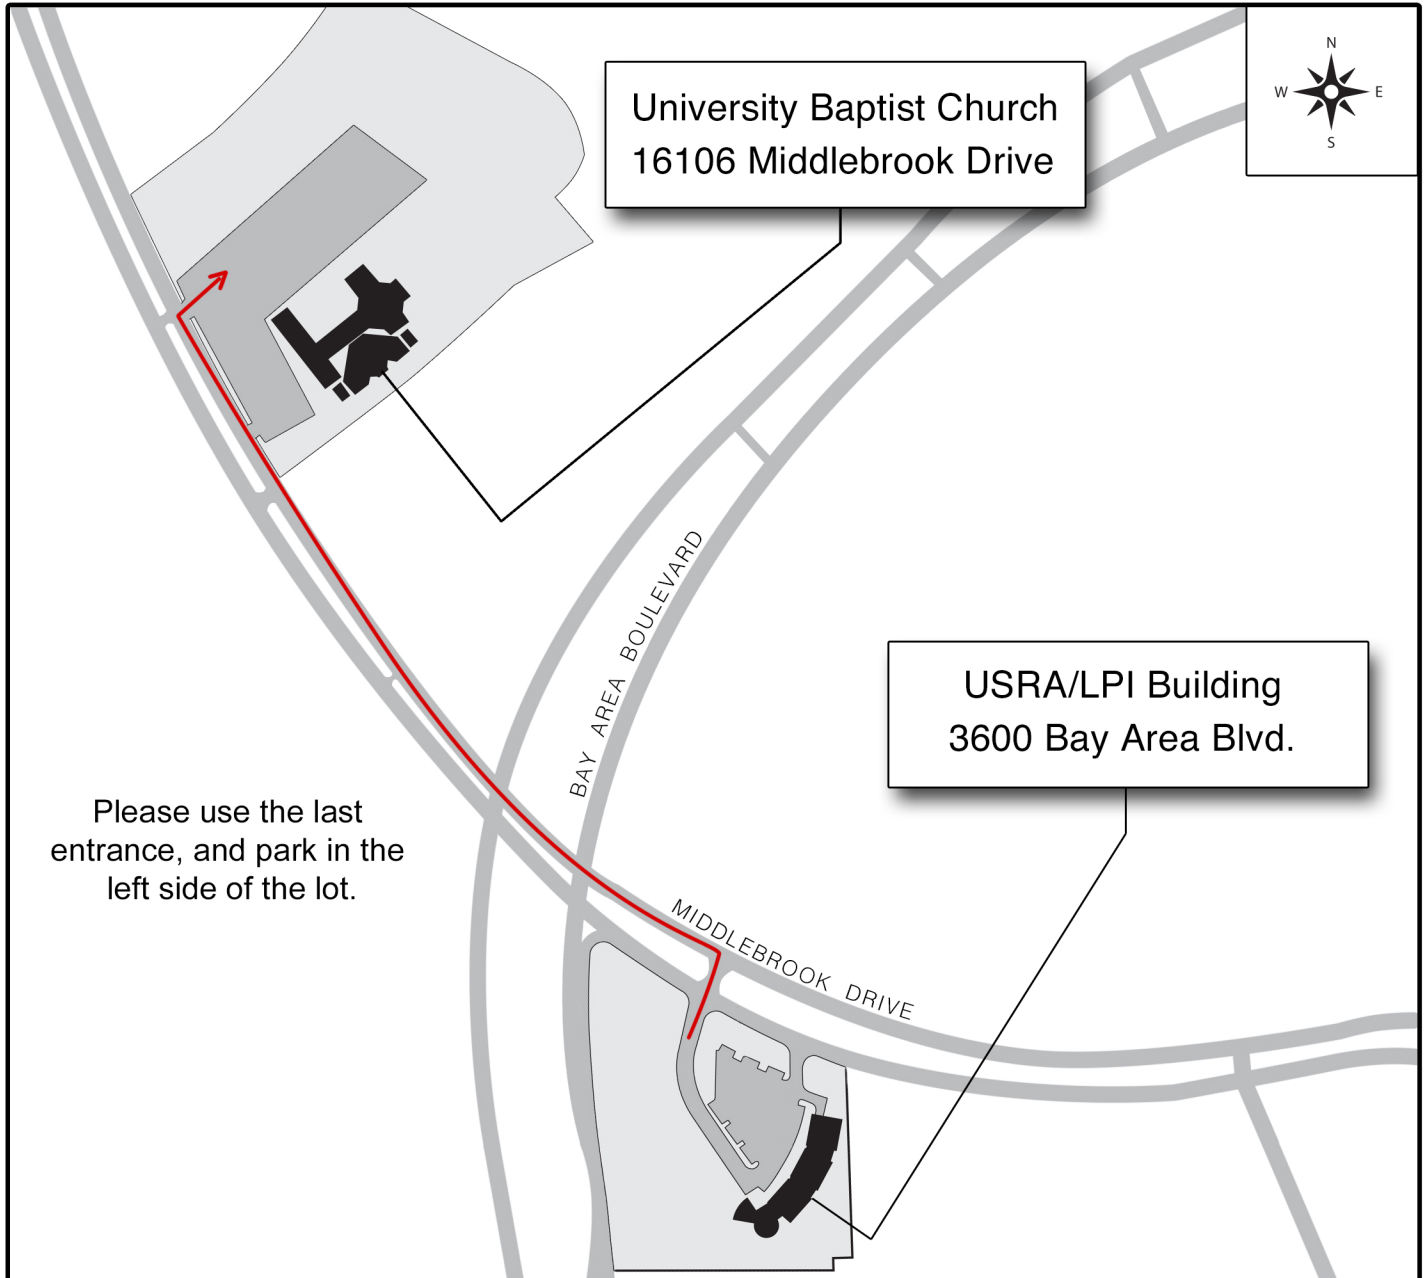 N
W E
S
University Baptist Church
16106 Middlebrook Drive
BAY AREA BOULEVARD
USRA/LPI Building
3600 Bay Area Blvd.
Please use the last
entrance, and park in the
left side of the lot.
MIDDLEBROOK DRIVE